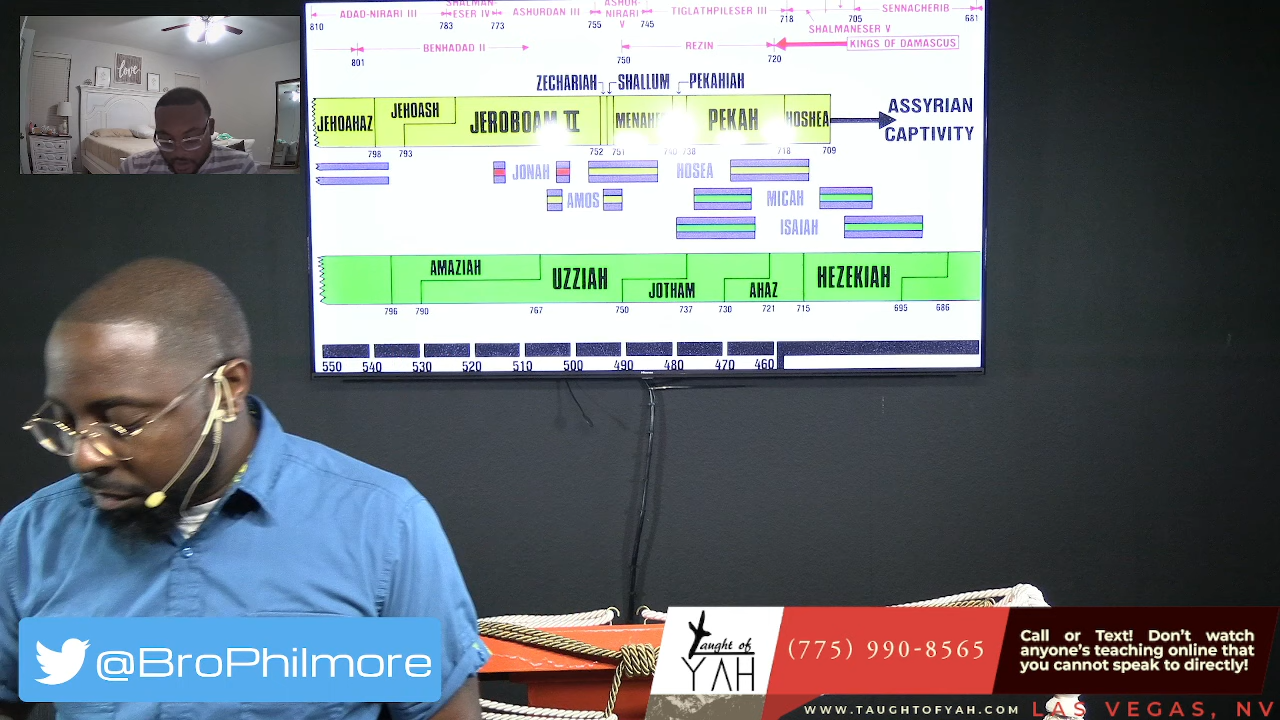 love
ADAD-NIRARI III
SHALMAN-
ESER IV
ASHURDAN III
ASHOR-
NIRARI
V
TIGLATHPILESER III
SENNACHERIB
810
783
773
755
745
718
705
681
SHALMANESER V
BENHADAD II
REZIN
KINGS OF DAMASCUS
801
750
720
ZECHARIAH
SHALLUM
PEKAHIAH
JEHOAHAZ
JEHOASH
JEROBOAM II
PEKAH
HOSHEA
ASSYRIAN
CAPTIVITY
798
793
752
751
738
718
709
JONAH
HOSEA
AMOS
MICAH
ISAIAH
AMAZIAH
UZZIAH
JOTHAM
AHAZ
HEZEKIAH
796
790
767
750
737
730
721
715
695
686
550 540 530 520 510 500 490 480 470 460
@BroPhilmore
Taught of
YAH
(775) 990-8565
Call or Text! Don't watch
anyone's teaching online that
you cannot speak to directly!
WWW.TAUGHTOFYAH.COM
LAS VEGAS, NV